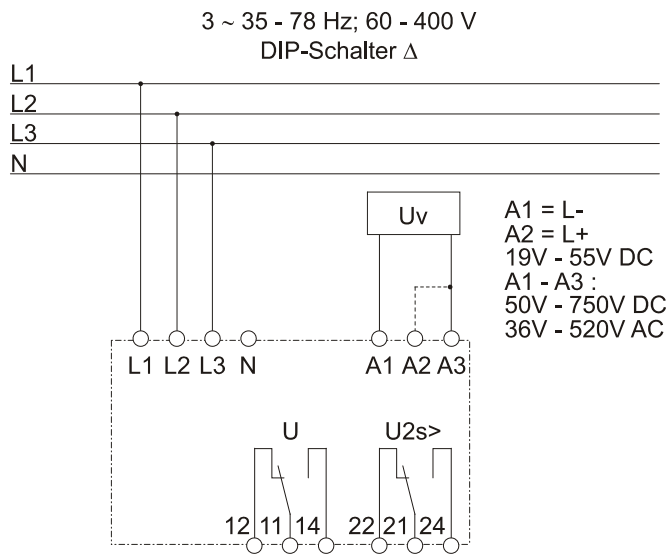 3 ~ 35 - 78 Hz; 60 - 400 V
DIP-Schalter Δ
L1
L2
L3
N
Uv
A1 = L-
A2 = L+
19V - 55V DC
A1 - A3 :
50V - 750V DC
36V - 520V AC
L1 L2 L3 N A1 A2 A3
U U2s>
12 11 14 22 21 24